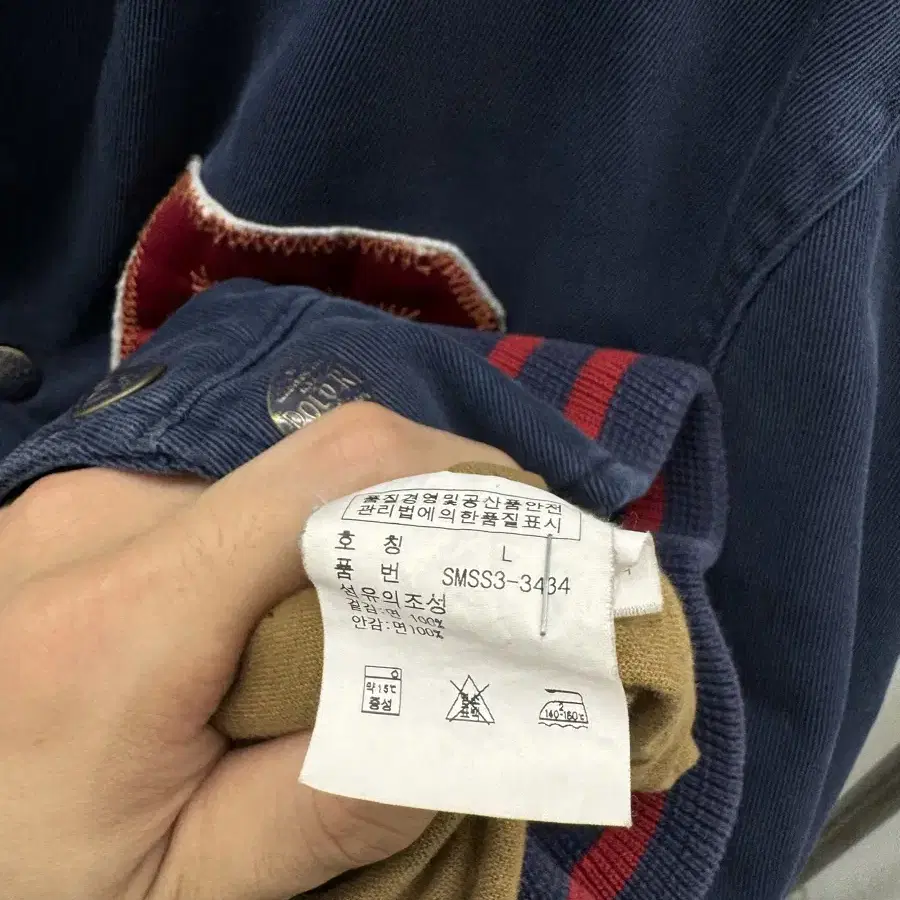 품질경영및공산품안전
관리법에의한품질표시
호 칭 L
품 번 SMSS3-3434
섬유의조성
겉감:면 100%
안감:면100%
약15℃
중성
2
140-160℃